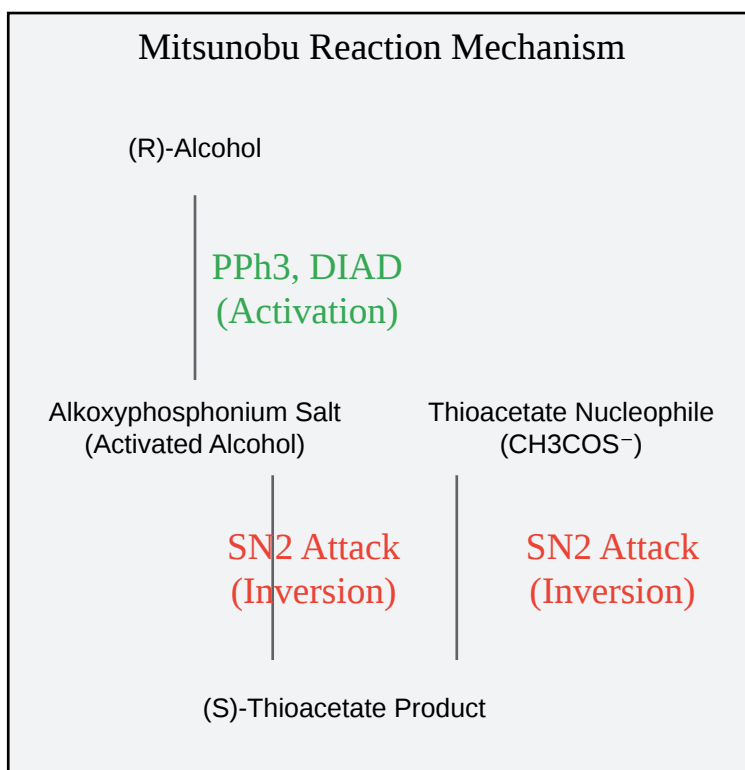 Mitsunobu Reaction Mechanism
(R)-Alcohol
PPh3, DIAD
(Activation)
Alkoxyphosphonium Salt
(Activated Alcohol)
Thioacetate Nucleophile
(CH3COS⁻)
SN2 Attack
(Inversion)
SN2 Attack
(Inversion)
(S)-Thioacetate Product